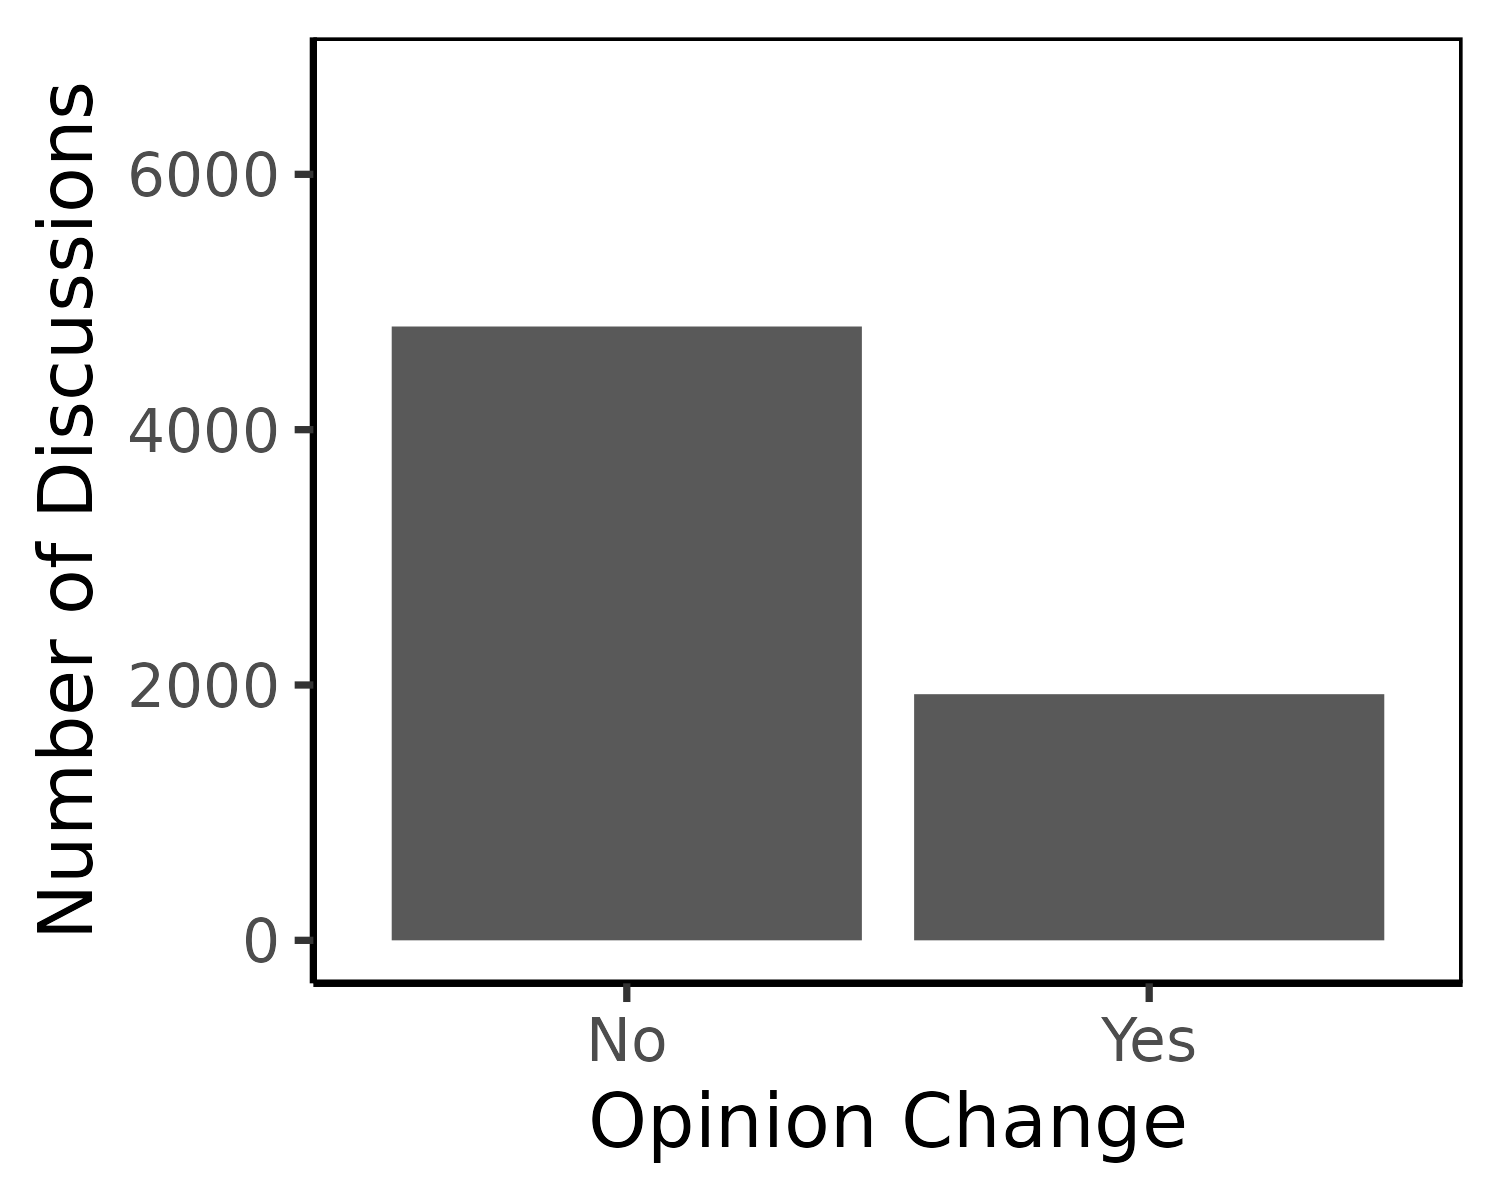 Number of Discussions
6000
4000
2000
0
No
Yes
Opinion Change